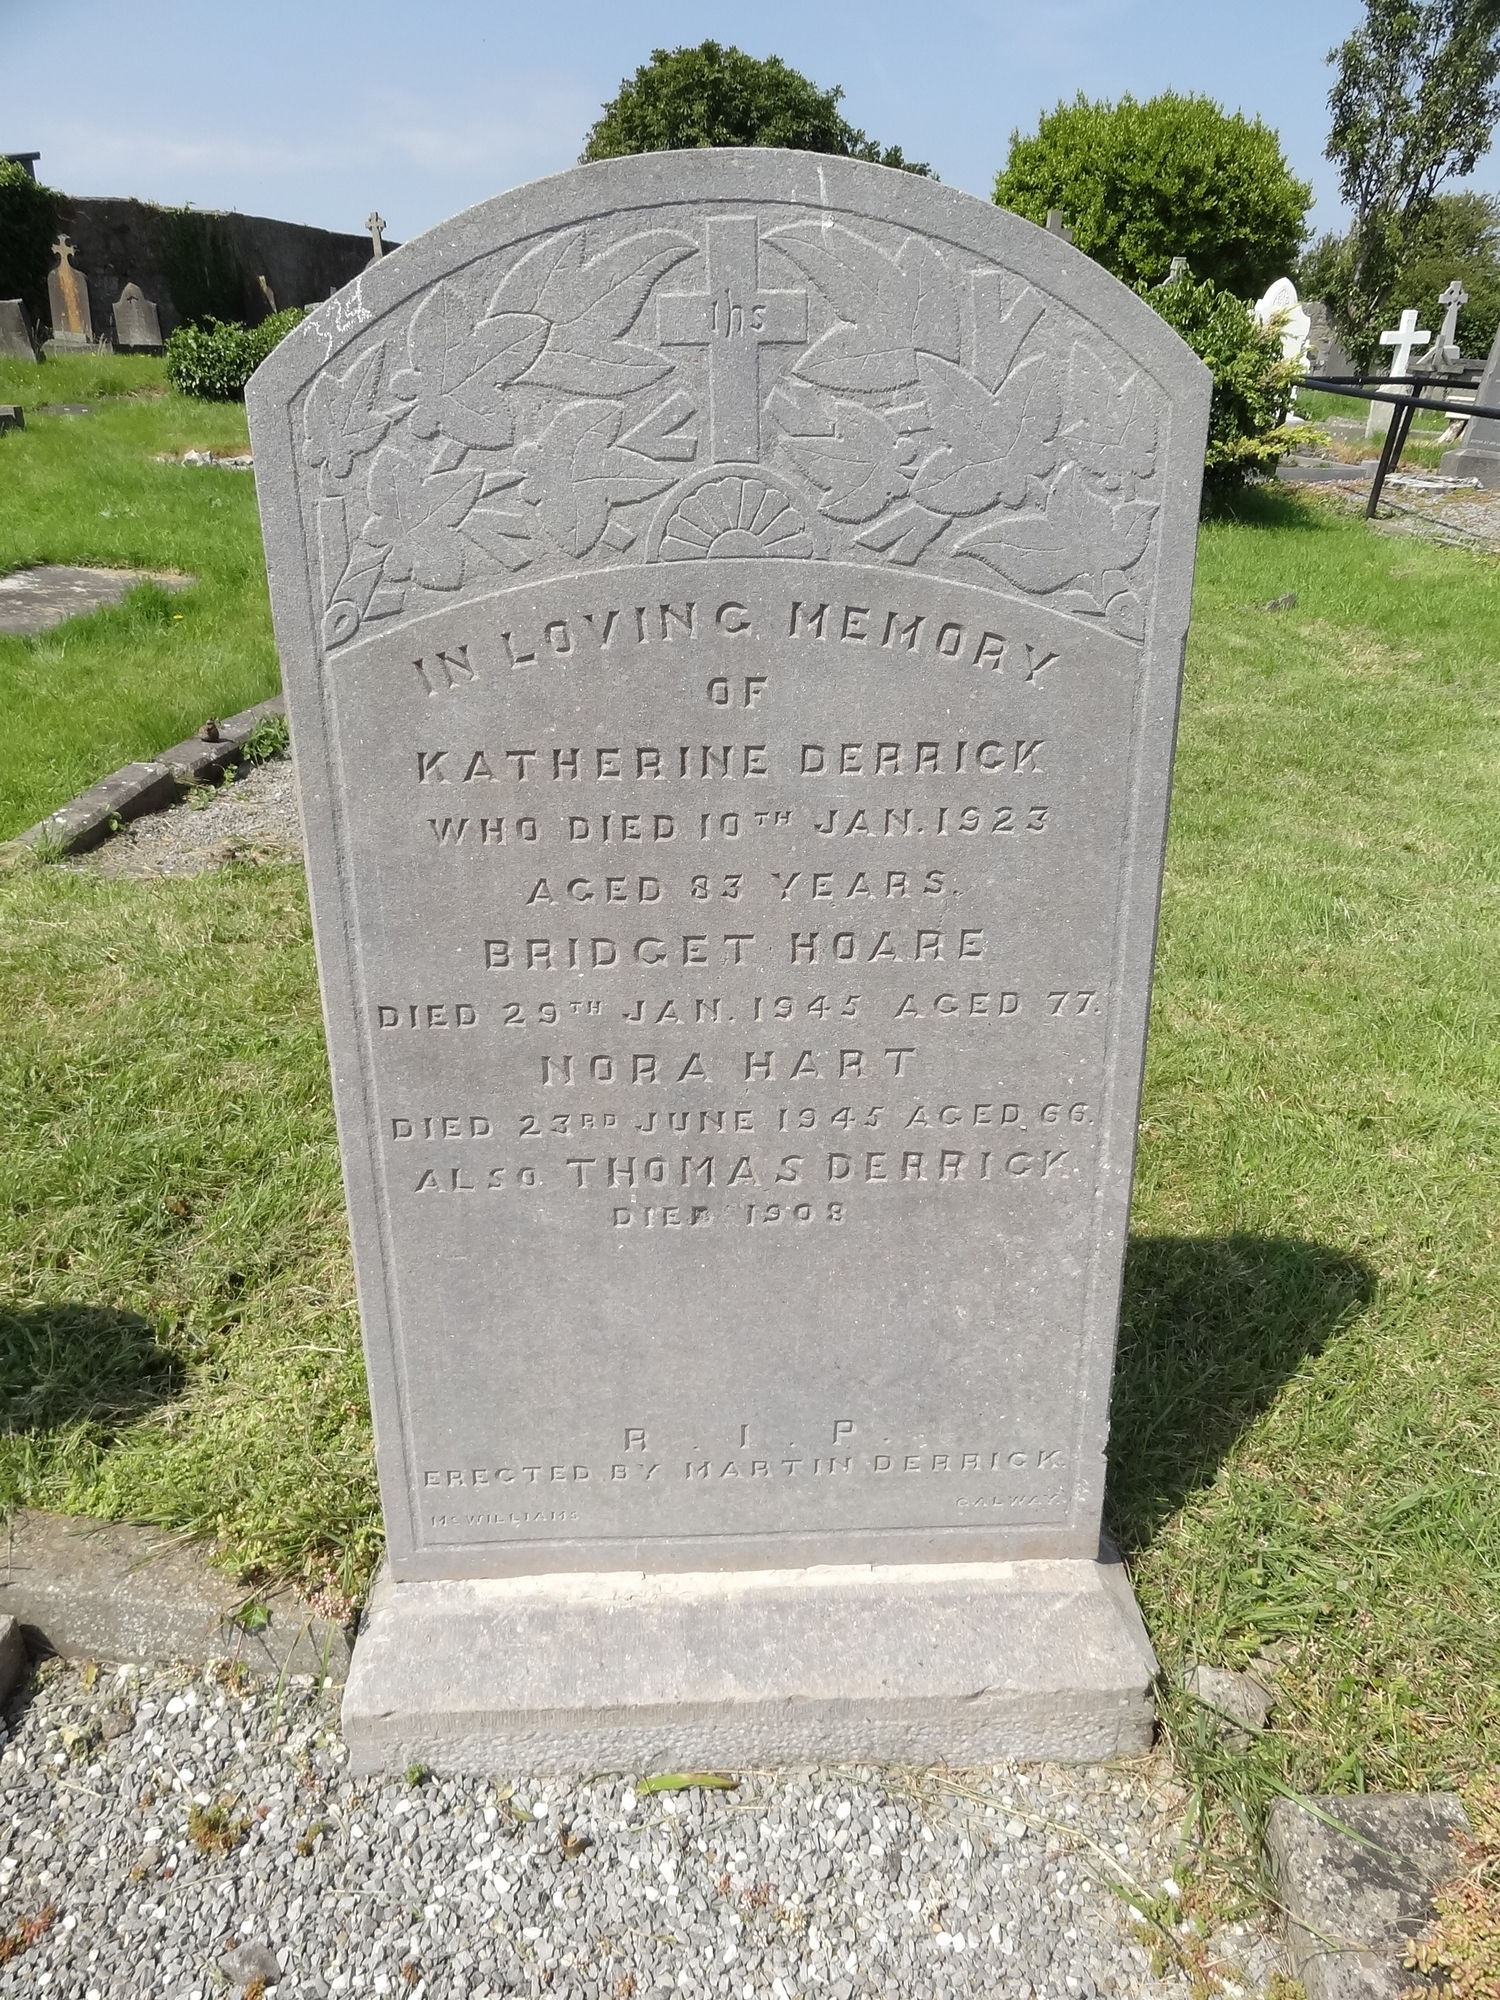 ihs
IN LOVING MEMORY
OF
KATHERINE DERRICK
WHO DIED 10TH JAN. 1923
AGED 83 YEARS.
BRIDGET HOARE
DIED 29TH JAN. 1945 AGED 77.
NORA HART
DIED 23RD JUNE 1945 AGED 66.
ALSO THOMAS DERRICK.
DIED 1908
R. I. P.
ERECTED BY MARTIN DERRICK.
McWILLIAMS GALWAY.